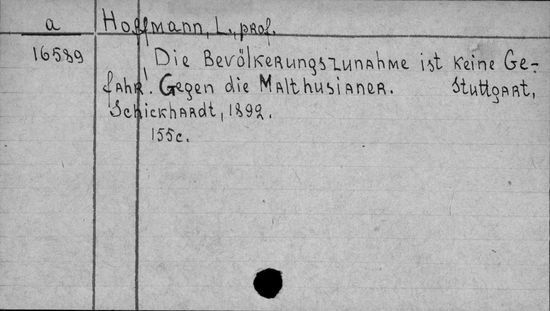 a Hoffmann, L., prof.
16589 Die Bevölkerungszunahme ist keine Ge-
fahr! Gegen die Malthusianer. Stuttgart,
Schickhardt, 1892.
155c.